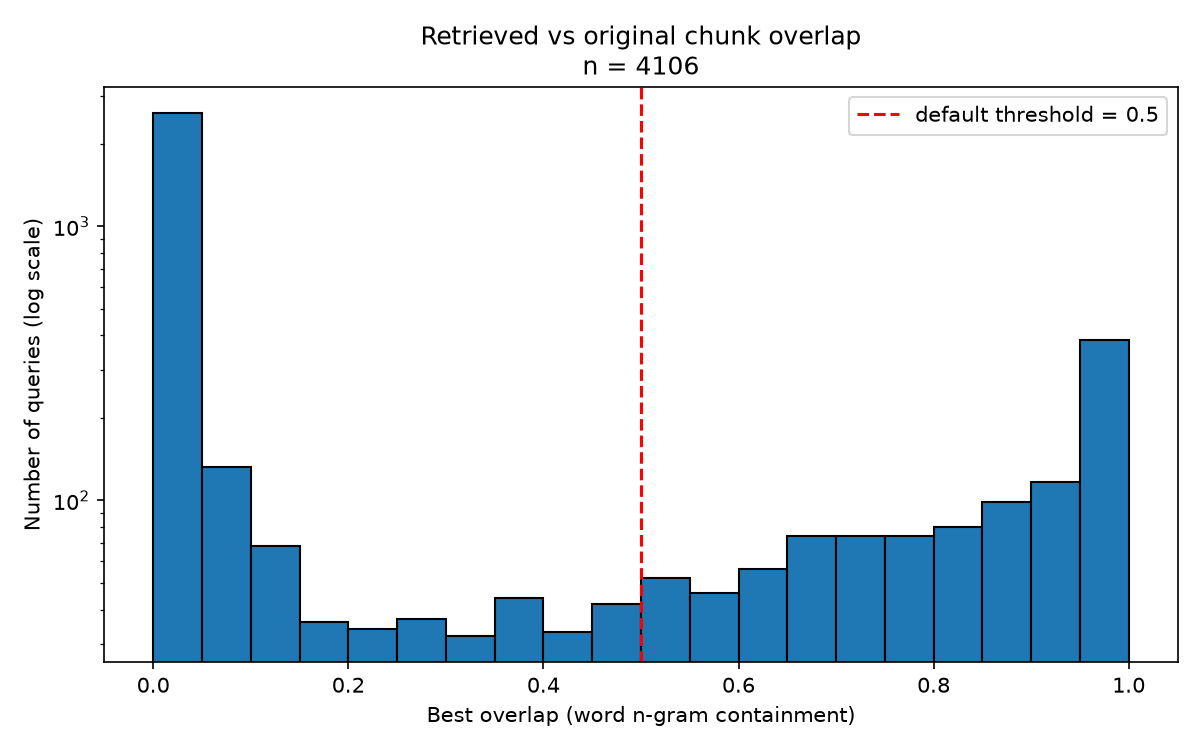 Retrieved vs original chunk overlap
n = 4106
default threshold = 0.5
Number of queries (log scale)
10³
10²
0.0 0.2 0.4 0.6 0.8 1.0
Best overlap (word n-gram containment)